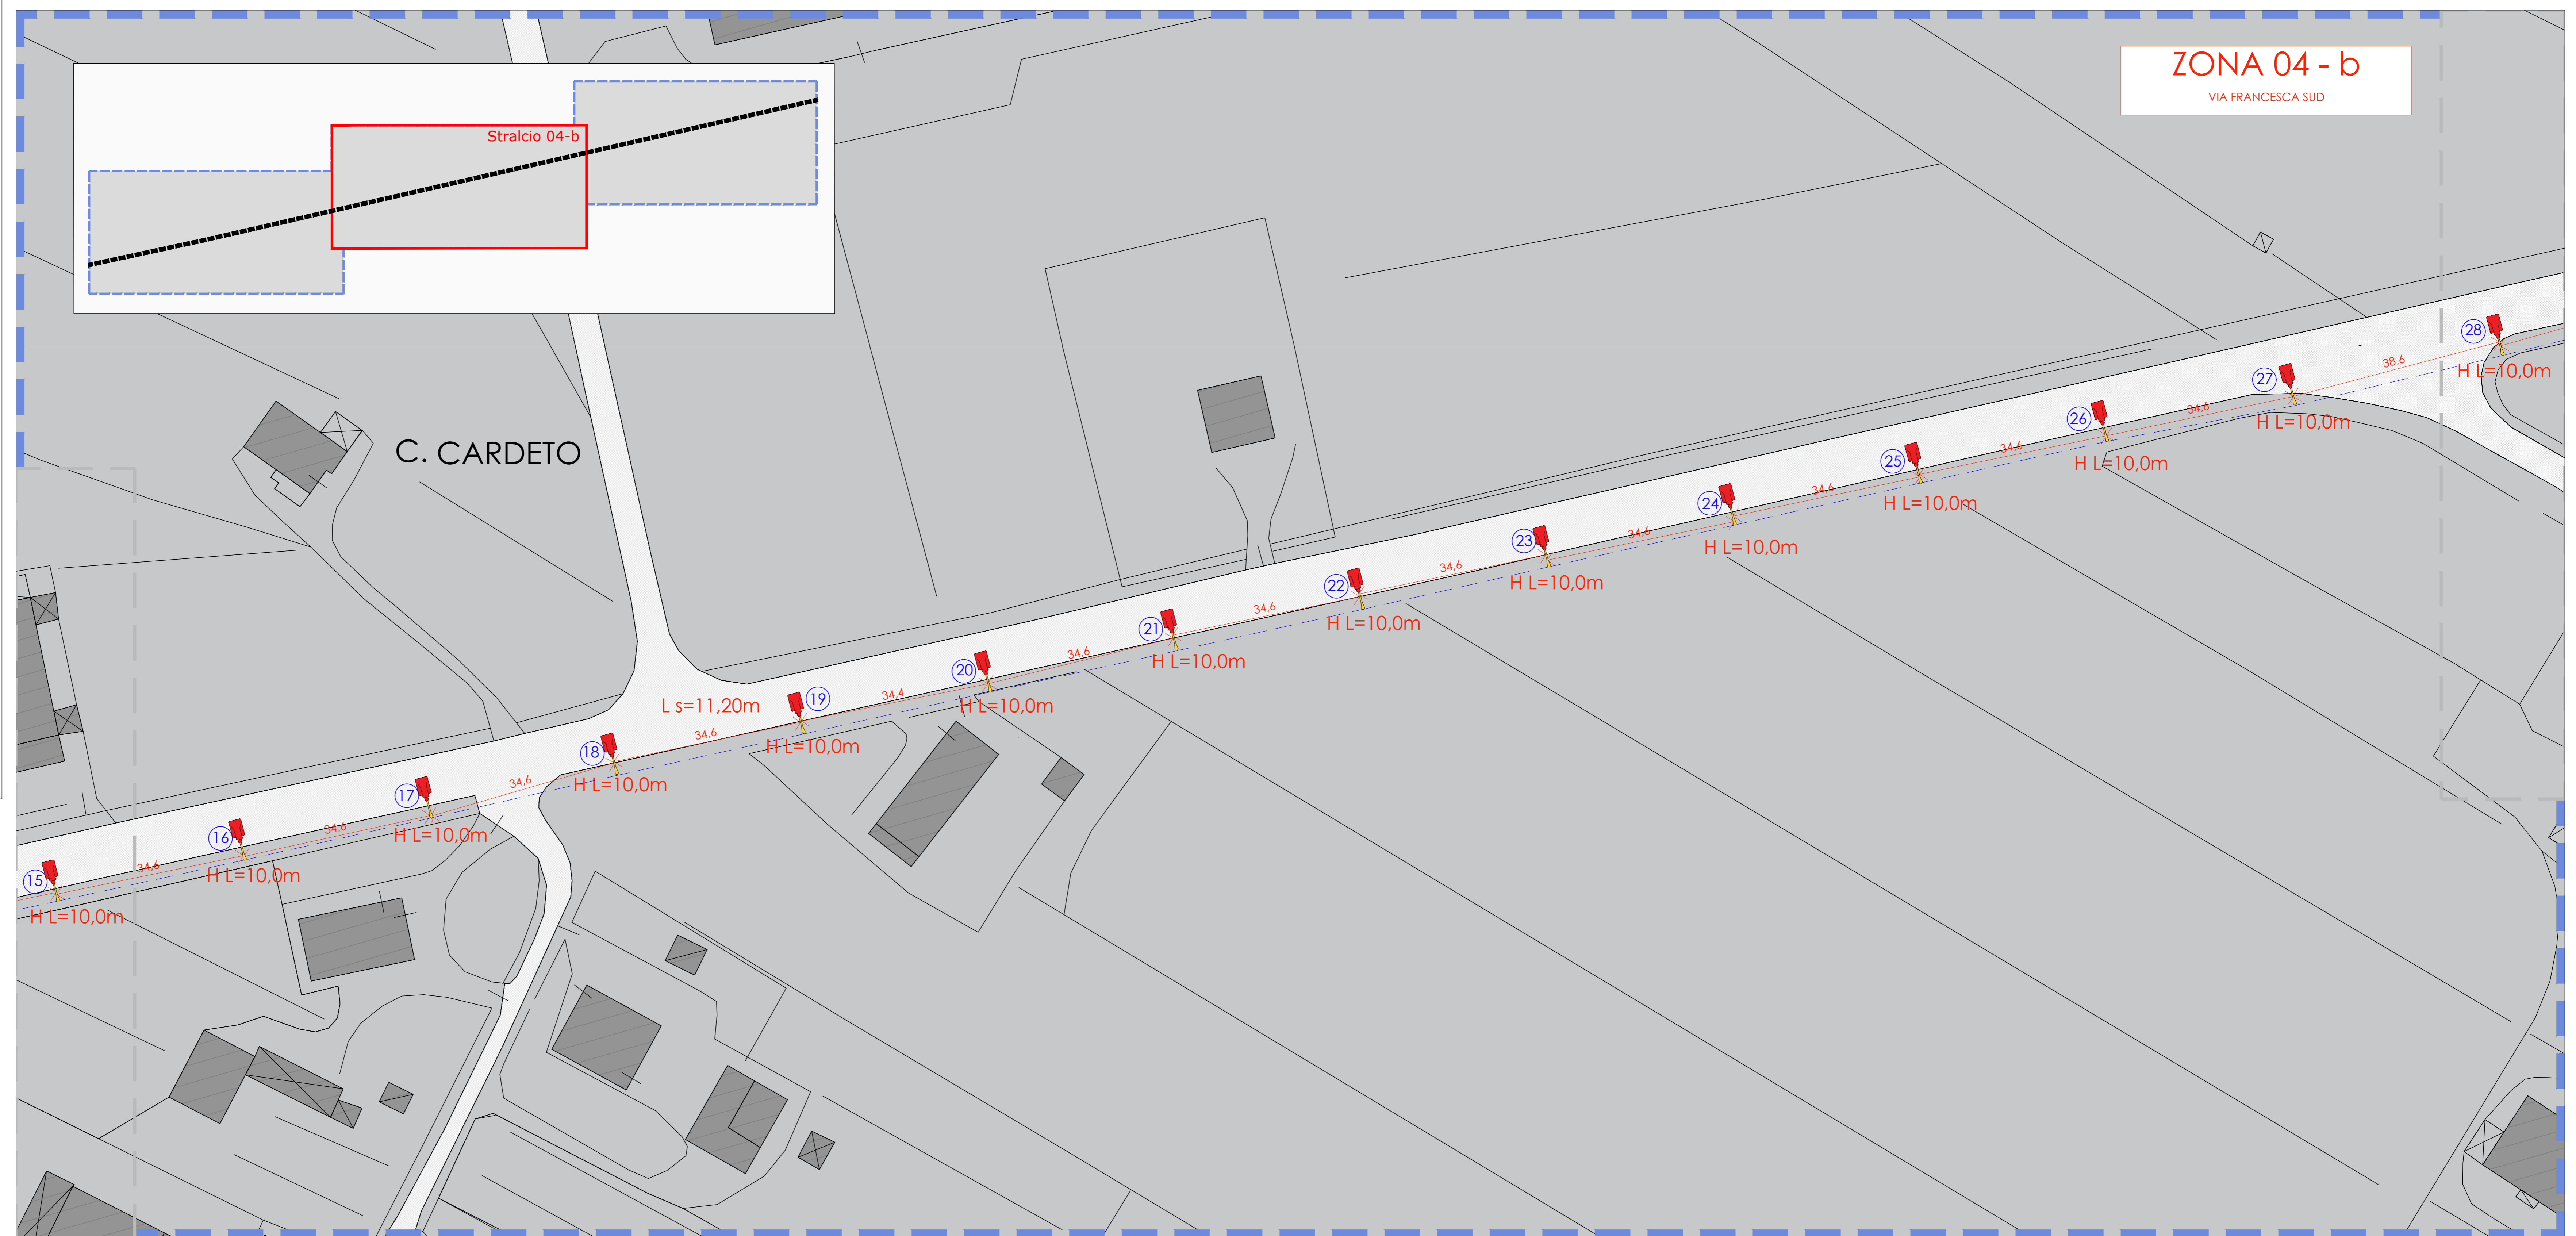 ZONA 04 - b
VIA FRANCESCA SUD
Stralcio 04-b
C. CARDETO
L s=11,20m
15
H L=10,0m
34,6
16
H L=10,0m
34,6
17
H L=10,0m
34,6
18
H L=10,0m
34,6
19
H L=10,0m
34,4
20
H L=10,0m
34,6
21
H L=10,0m
34,6
22
H L=10,0m
34,6
23
H L=10,0m
34,6
24
H L=10,0m
34,6
25
H L=10,0m
34,6
26
H L=10,0m
34,6
27
H L=10,0m
38,6
28
H L=10,0m